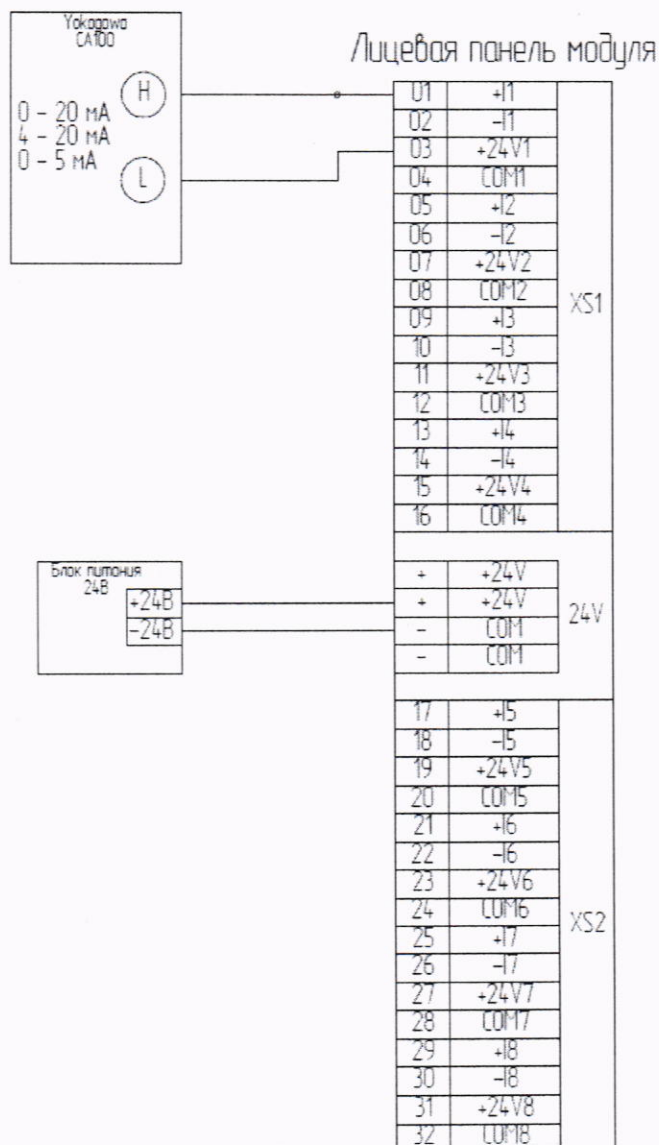 Yokogawa
CA100
Лицевая панель модуля
H
0 – 20 мА
4 – 20 мА
0 – 5 мА
L
01 +I1
02 –I1
03 +24V1
04 COM1
05 +I2
06 –I2
07 +24V2
08 COM2
09 +I3
10 –I3
11 +24V3
12 COM3
13 +I4
14 –I4
15 +24V4
16 COM4
XS1
Блок питания
24В
+24В
–24В
+ +24V
+ +24V
– COM
– COM
24V
17 +I5
18 –I5
19 +24V5
20 COM5
21 +I6
22 –I6
23 +24V6
24 COM6
25 +I7
26 –I7
27 +24V7
28 COM7
29 +I8
30 –I8
31 +24V8
32 COM8
XS2